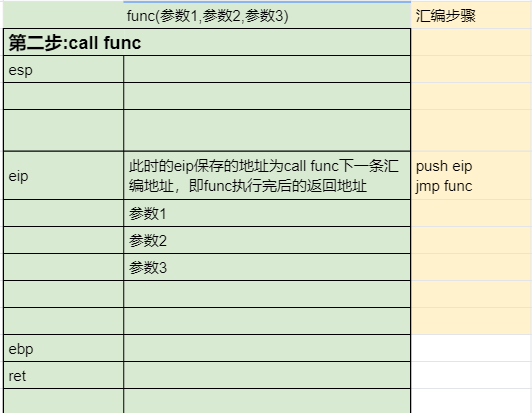 func(参数1,参数2,参数3)
汇编步骤
第二步:call func
esp
eip
此时的eip保存的地址为call func下一条汇
编地址，即func执行完后的返回地址
push eip
jmp func
参数1
参数2
参数3
ebp
ret